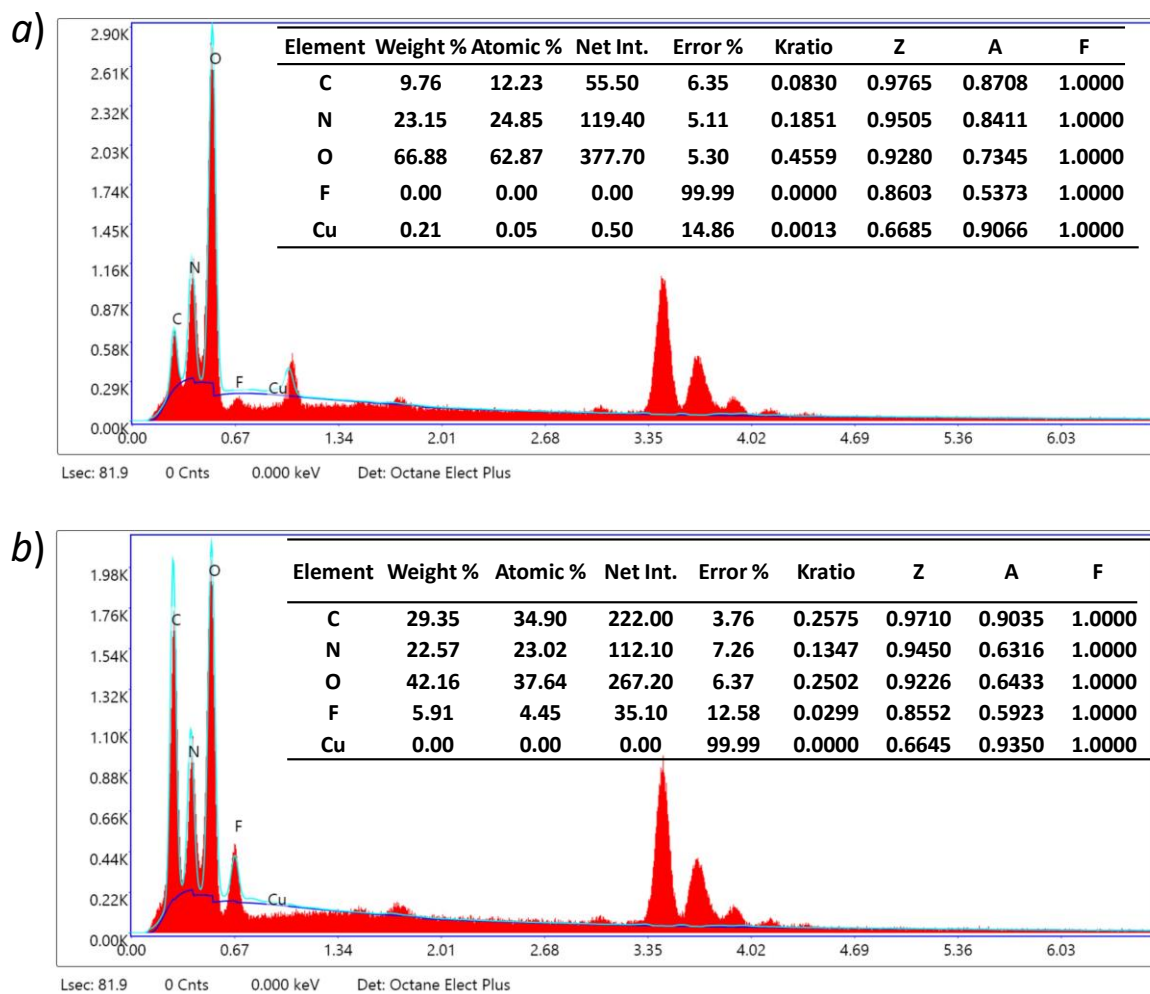 a)
Element Weight % Atomic % Net Int. Error % Kratio Z A F
C 9.76 12.23 55.50 6.35 0.0830 0.9765 0.8708 1.0000
N 23.15 24.85 119.40 5.11 0.1851 0.9505 0.8411 1.0000
O 66.88 62.87 377.70 5.30 0.4559 0.9280 0.7345 1.0000
F 0.00 0.00 0.00 99.99 0.0000 0.8603 0.5373 1.0000
Cu 0.21 0.05 0.50 14.86 0.0013 0.6685 0.9066 1.0000
2.90K
2.61K
2.32K
2.03K
1.74K
1.45K
1.16K
0.87K
0.58K
0.29K
0.00K
C N O F Cu
0.00 0.67 1.34 2.01 2.68 3.35 4.02 4.69 5.36 6.03
Lsec: 81.9 0 Cnts 0.000 keV Det: Octane Elect Plus
b)
Element Weight % Atomic % Net Int. Error % Kratio Z A F
C 29.35 34.90 222.00 3.76 0.2575 0.9710 0.9035 1.0000
N 22.57 23.02 112.10 7.26 0.1347 0.9450 0.6316 1.0000
O 42.16 37.64 267.20 6.37 0.2502 0.9226 0.6433 1.0000
F 5.91 4.45 35.10 12.58 0.0299 0.8552 0.5923 1.0000
Cu 0.00 0.00 0.00 99.99 0.0000 0.6645 0.9350 1.0000
1.98K
1.76K
1.54K
1.32K
1.10K
0.88K
0.66K
0.44K
0.22K
0.00K
C N O F Cu
0.00 0.67 1.34 2.01 2.68 3.35 4.02 4.69 5.36 6.03
Lsec: 81.9 0 Cnts 0.000 keV Det: Octane Elect Plus